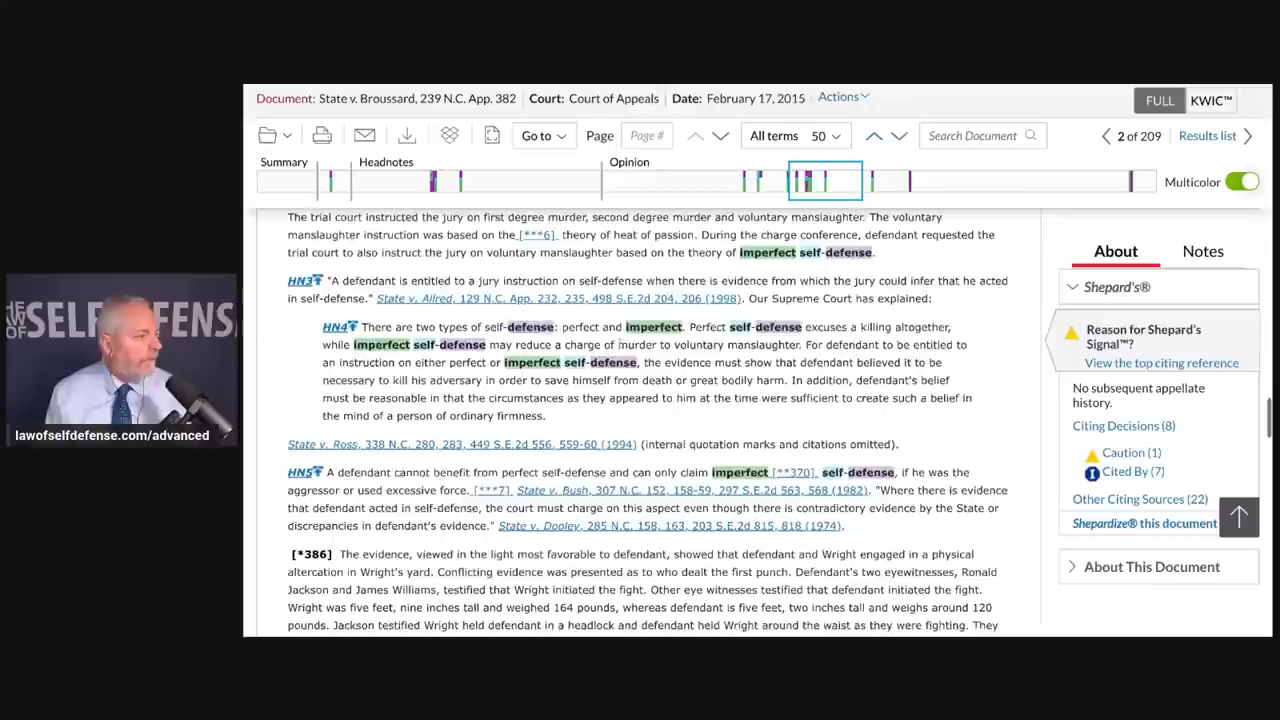 Document: State v. Broussard, 239 N.C. App. 382 Court: Court of Appeals Date: February 17, 2015 Actions
FULL KWIC™
Go to Page Page # All terms 50 Search Document 2 of 209 Results list
Summary Headnotes Opinion
Multicolor
The trial court instructed the jury on first degree murder, second degree murder and voluntary manslaughter. The voluntary
manslaughter instruction was based on the [***6] theory of heat of passion. During the charge conference, defendant requested the
trial court to also instruct the jury on voluntary manslaughter based on the theory of imperfect self-defense.
HN3 "A defendant is entitled to a jury instruction on self-defense when there is evidence from which the jury could infer that he acted
in self-defense." State v. Allred, 129 N.C. App. 232, 235, 498 S.E.2d 204, 206 (1998). Our Supreme Court has explained:
HN4 There are two types of self-defense: perfect and imperfect. Perfect self-defense excuses a killing altogether,
while imperfect self-defense may reduce a charge of murder to voluntary manslaughter. For defendant to be entitled to
an instruction on either perfect or imperfect self-defense, the evidence must show that defendant believed it to be
necessary to kill his adversary in order to save himself from death or great bodily harm. In addition, defendant's belief
must be reasonable in that the circumstances as they appeared to him at the time were sufficient to create such a belief in
the mind of a person of ordinary firmness.
State v. Ross, 338 N.C. 280, 283, 449 S.E.2d 556, 559-60 (1994) (internal quotation marks and citations omitted).
HN5 A defendant cannot benefit from perfect self-defense and can only claim imperfect [**370] self-defense, if he was the
aggressor or used excessive force. [***7] State v. Bush, 307 N.C. 152, 158-59, 297 S.E.2d 563, 568 (1982). "Where there is evidence
that defendant acted in self-defense, the court must charge on this aspect even though there is contradictory evidence by the State or
discrepancies in defendant's evidence." State v. Dooley, 285 N.C. 158, 163, 203 S.E.2d 815, 818 (1974).
[*386] The evidence, viewed in the light most favorable to defendant, showed that defendant and Wright engaged in a physical
altercation in Wright's yard. Conflicting evidence was presented as to who dealt the first punch. Defendant's two eyewitnesses, Ronald
Jackson and James Williams, testified that Wright initiated the fight. Other eye witnesses testified that defendant initiated the fight.
Wright was five feet, nine inches tall and weighed 164 pounds, whereas defendant is five feet, two inches tall and weighs around 120
pounds. Jackson testified Wright held defendant in a headlock and defendant held Wright around the waist as they were fighting. They
About Notes
Shepard's®
Reason for Shepard's
Signal™?
View the top citing reference
No subsequent appellate
history.
Citing Decisions (8)
Caution (1)
Cited By (7)
Other Citing Sources (22)
Shepardize® this document
About This Document
OF SELF DEFENS
lawofselfdefense.com/advanced